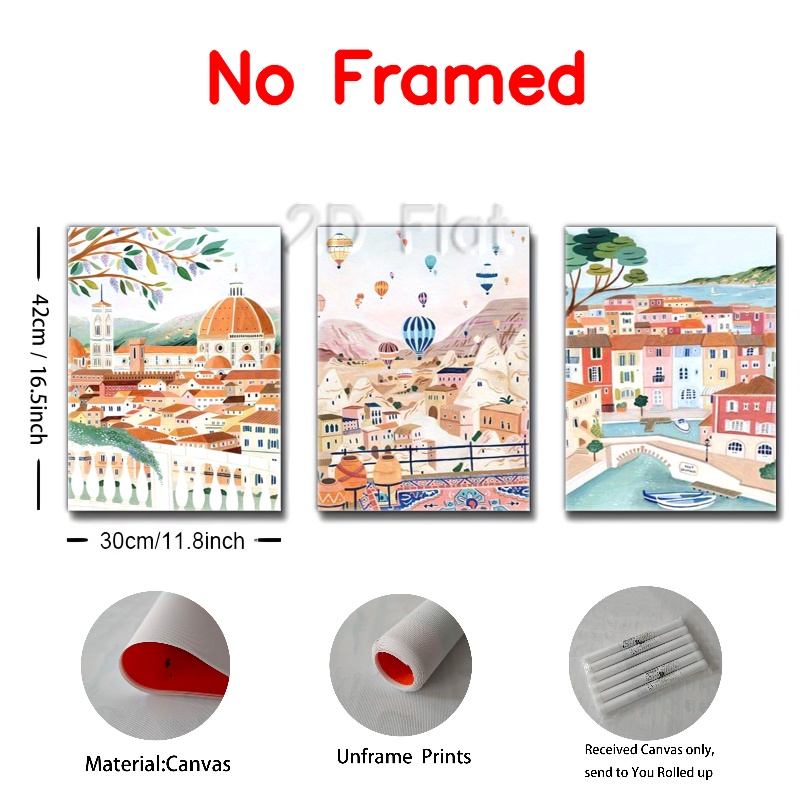 No Framed
2D Flat
42cm / 16.5inch
30cm/11.8inch
Material:Canvas
Unframe Prints
Received Canvas only,
send to You Rolled up